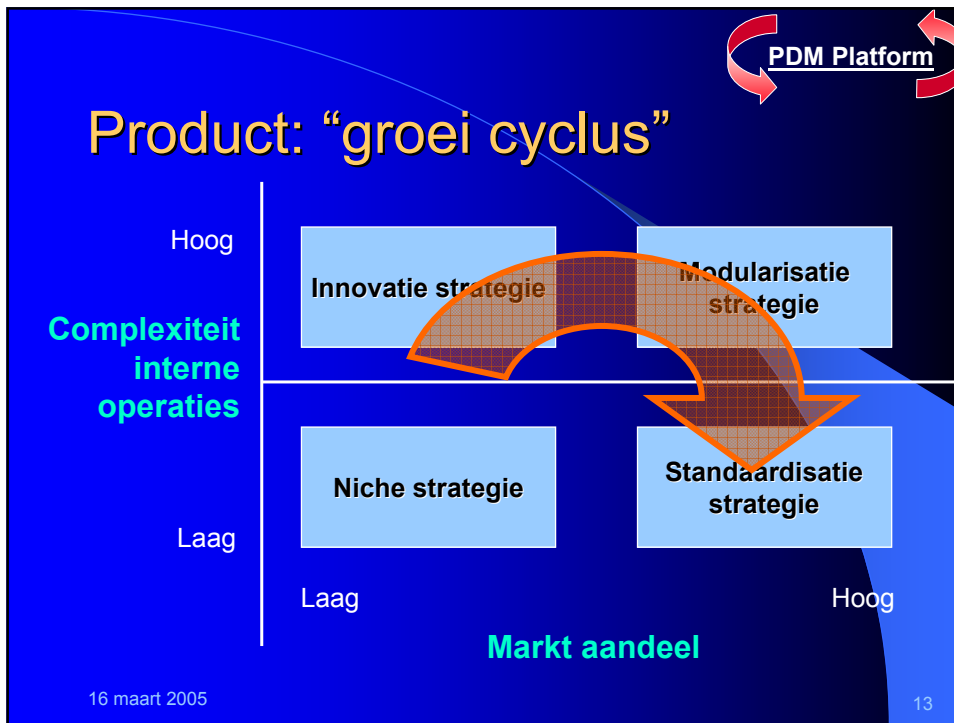 PDM Platform
Product: “groei cyclus”
Hoog
Innovatie strategie
Modularisatie
strategie
Complexiteit
interne
operaties
Niche strategie
Standaardisatie
strategie
Laag
Laag
Hoog
Markt aandeel
16 maart 2005
13